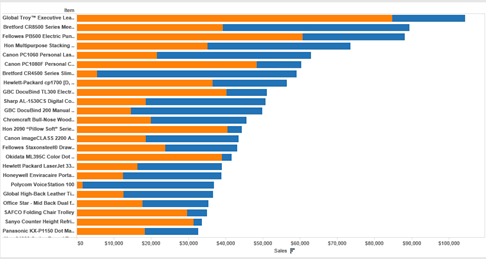 Item
Global Troy™ Executive Lea..
Bretford CR8500 Series Mee..
Fellowes PB500 Electric Pun..
Hon Multipurpose Stacking ..
Canon PC1060 Personal Las..
Canon PC1080F Personal C..
Bretford CR4500 Series Slim..
Hewlett-Packard cp1700 [D, ..
GBC DocuBind TL300 Electr..
Sharp AL-1530CS Digital Co..
GBC DocuBind 200 Manual ..
Chromcraft Bull-Nose Wood..
Hon 2090 "Pillow Soft" Serie..
Canon imageCLASS 2200 A..
Fellowes Staxonsteel® Draw..
Okidata ML395C Color Dot ..
Hewlett Packard LaserJet 33..
Honeywell Enviracaire Porta..
Polycom VoiceStation 100
Global High-Back Leather Ti..
Office Star - Mid Back Dual f..
SAFCO Folding Chair Trolley
Sanyo Counter Height Refri..
Panasonic KX-P1150 Dot Ma..
$0 $10,000 $20,000 $30,000 $40,000 $50,000 $60,000 $70,000 $80,000 $90,000 $100,000
Sales